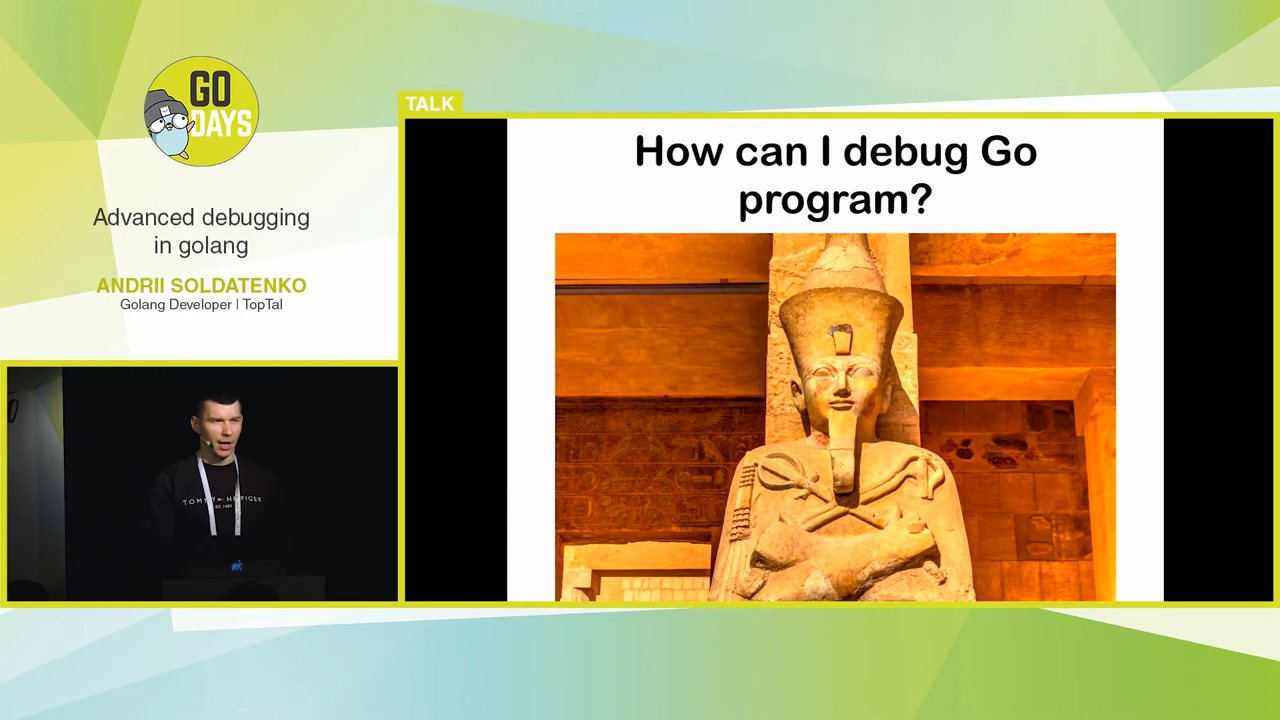 GO
DAYS
Advanced debugging
in golang
ANDRII SOLDATENKO
Golang Developer | TopTal
TALK
How can I debug Go
program?
TOMMY HILFIGER